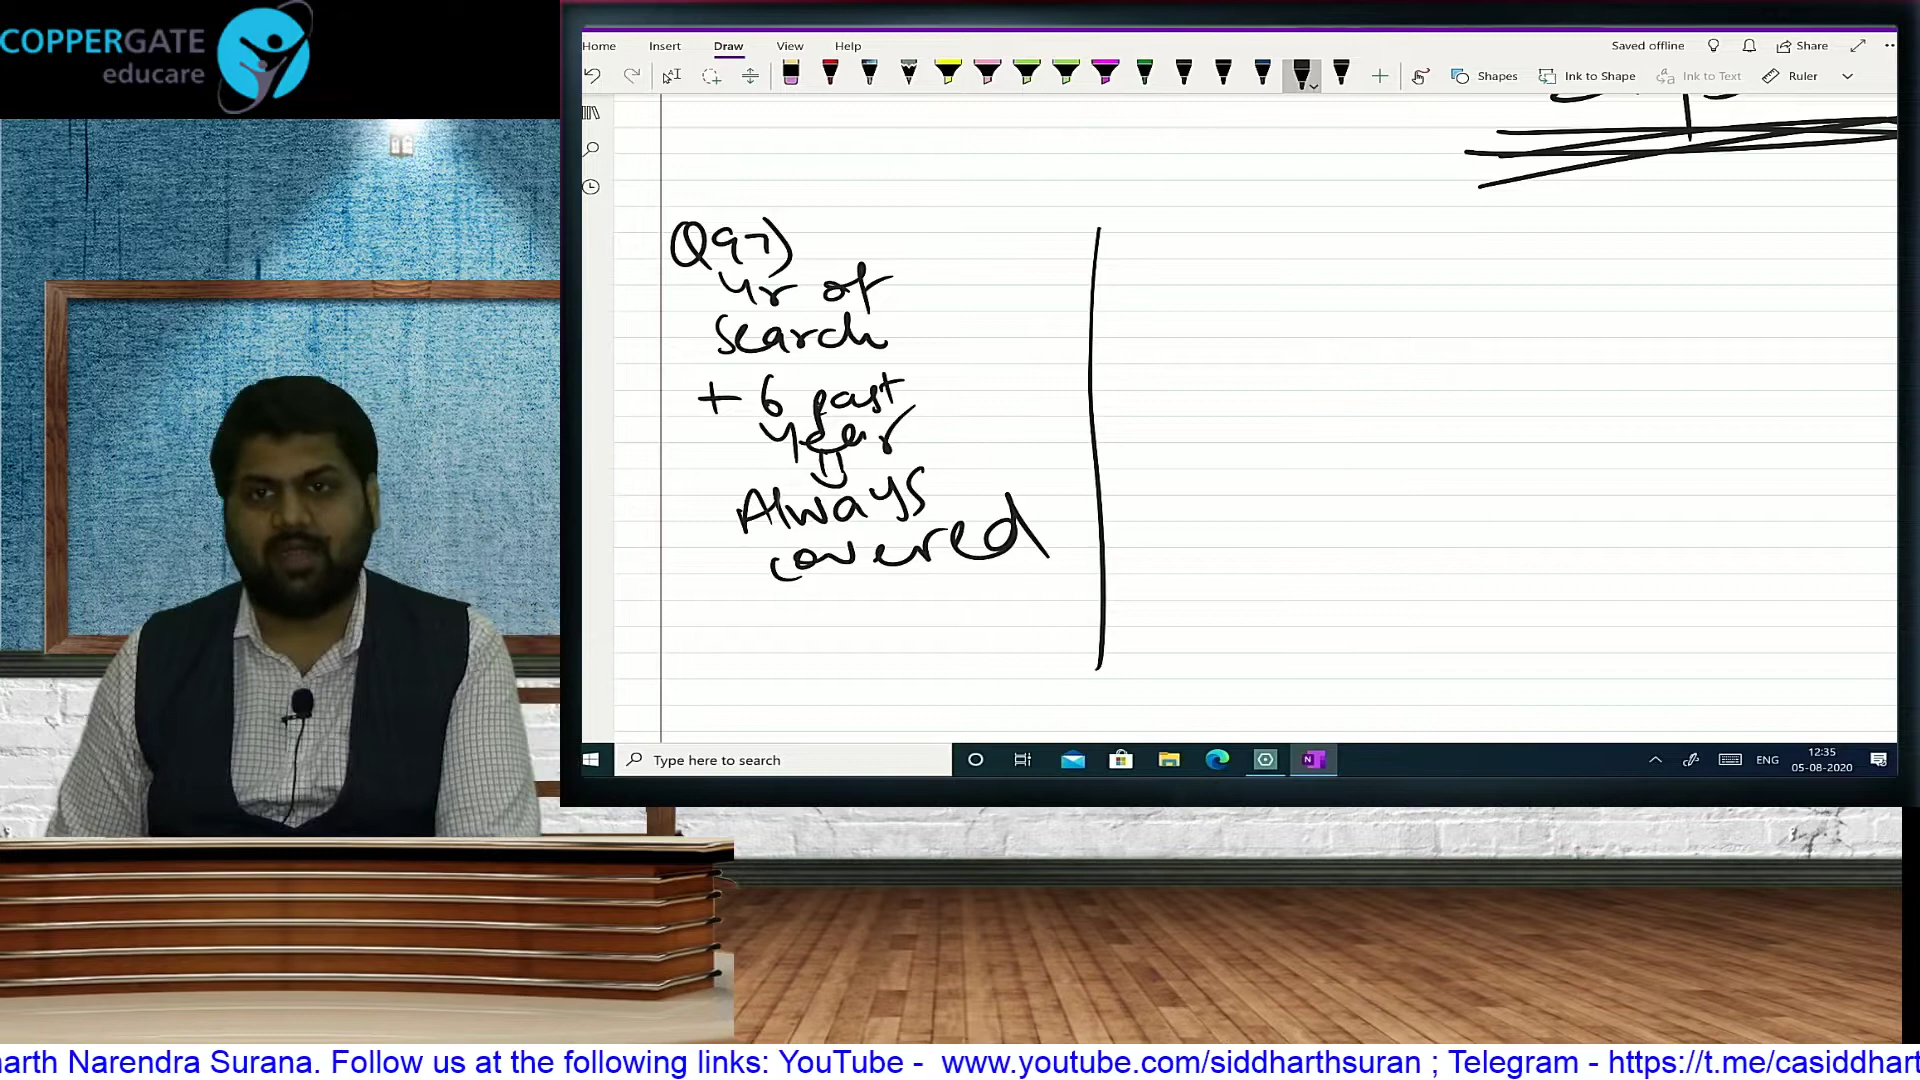 COPPERGATE
educare
Home Insert Draw View Help Saved offline Share
Shapes Ink to Shape Ink to Text Ruler
Q97)
Yr of
search
+ 6 past
year
Always
covered
Type here to search
N
ENG
12:35
05-08-2020
arth Narendra Surana. Follow us at the following links: YouTube - www.youtube.com/siddharthsuran ; Telegram - https://t.me/casiddhart